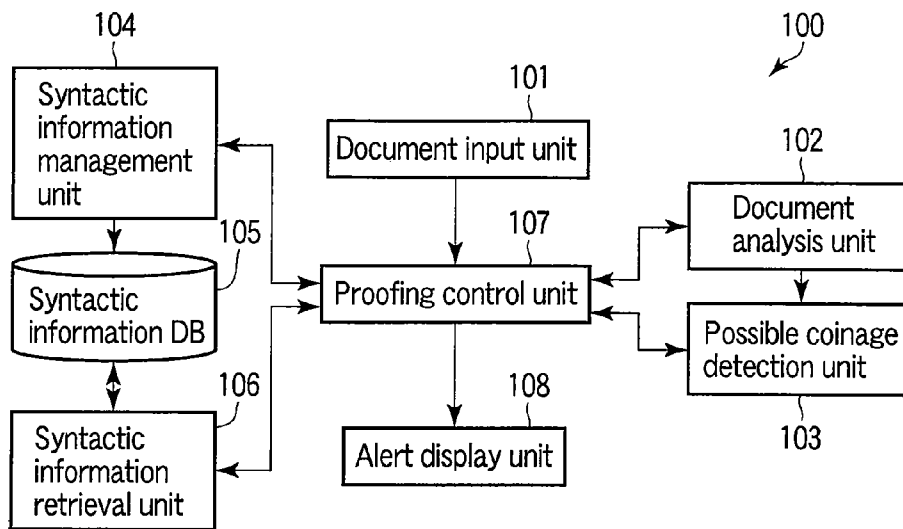 104
Syntactic
information
management
unit
105
Syntactic
information DB
106
Syntactic
information
retrieval unit
101
Document input unit
107
Proofing control unit
108
Alert display unit
100
102
Document
analysis unit
Possible coinage
detection unit
103